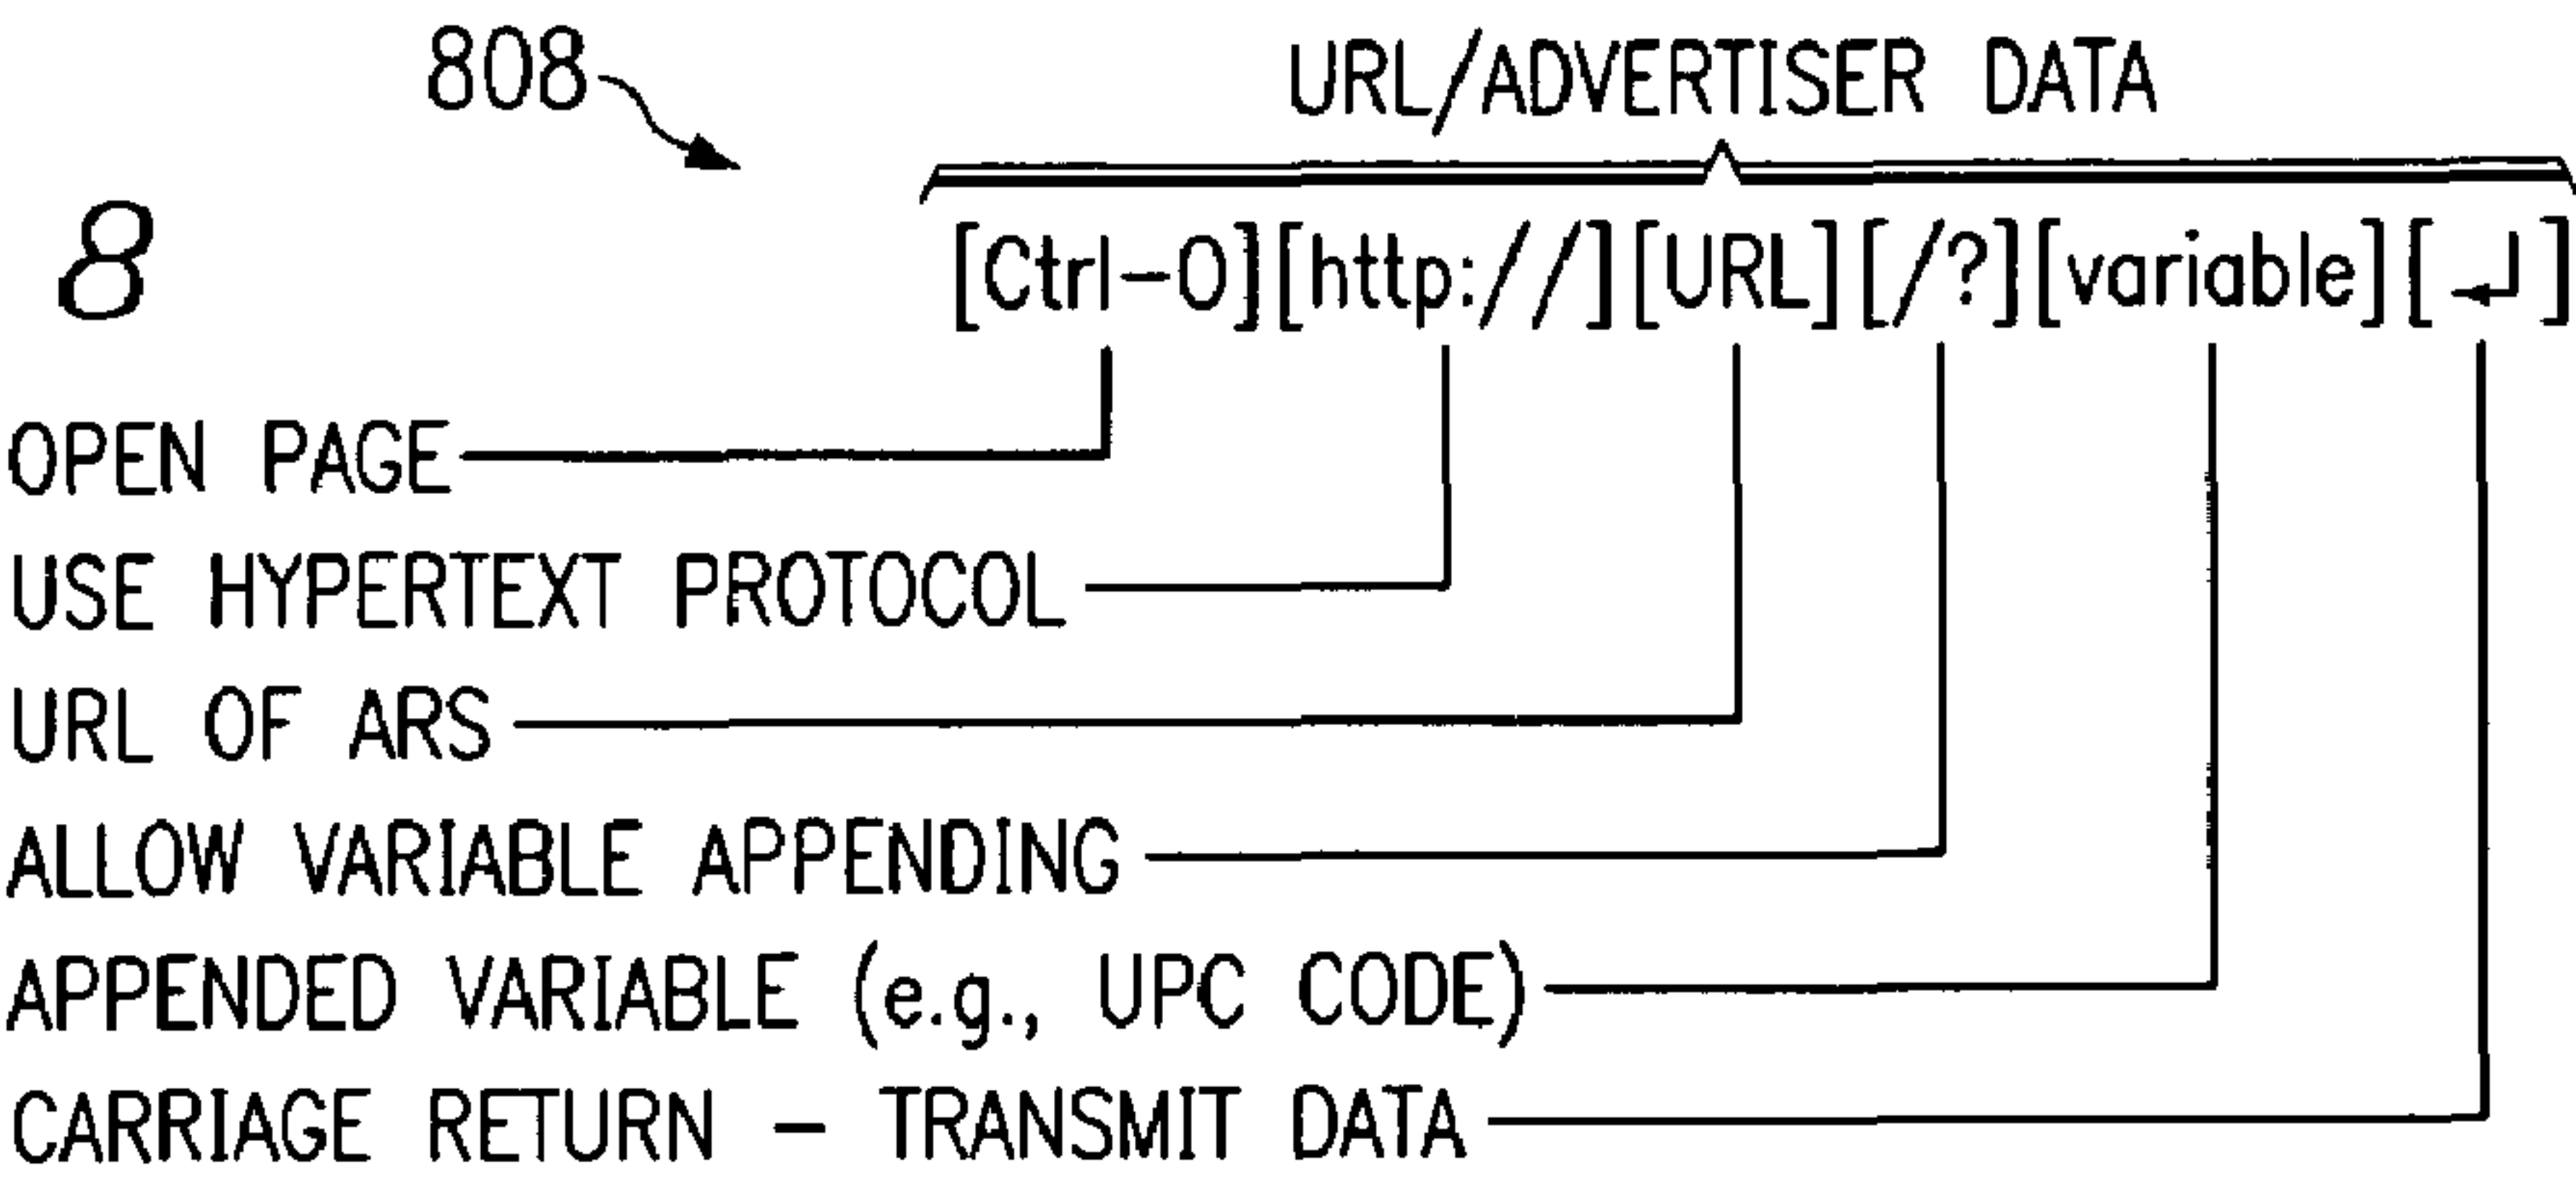 808
URL/ADVERTISER DATA
8
[Ctrl-O][http://][URL][/?][variable][↵]
OPEN PAGE
USE HYPERTEXT PROTOCOL
URL OF ARS
ALLOW VARIABLE APPENDING
APPENDED VARIABLE (e.g., UPC CODE)
CARRIAGE RETURN – TRANSMIT DATA